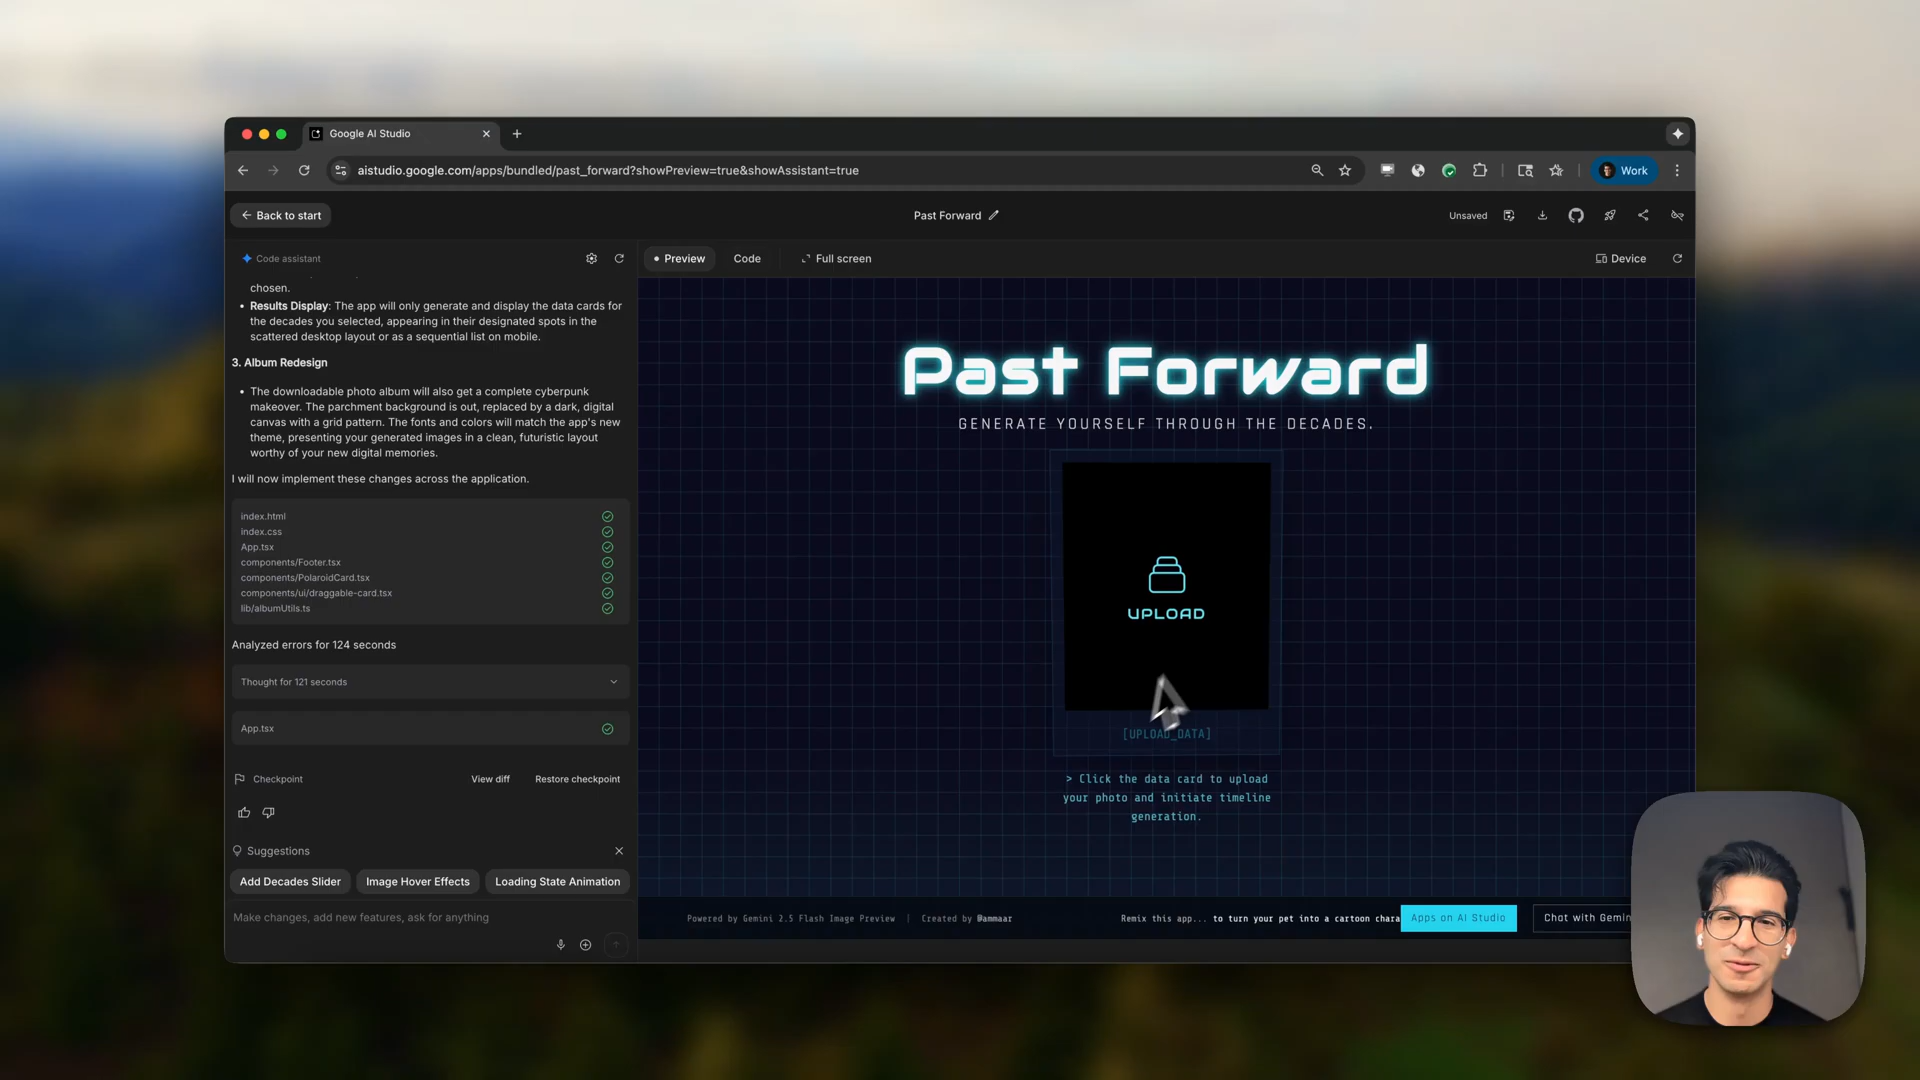 Google AI Studio
aistudio.google.com/apps/bundled/past_forward?showPreview=true&showAssistant=true
Work
Back to start
Past Forward
Unsaved
Code assistant
Preview
Code
Full screen
Device
chosen.
• Results Display: The app will only generate and display the data cards for
the decades you selected, appearing in their designated spots in the
scattered desktop layout or as a sequential list on mobile.
3. Album Redesign
• The downloadable photo album will also get a complete cyberpunk
makeover. The parchment background is out, replaced by a dark, digital
canvas with a grid pattern. The fonts and colors will match the app's new
theme, presenting your generated images in a clean, futuristic layout
worthy of your new digital memories.
I will now implement these changes across the application.
index.html
index.css
App.tsx
components/Footer.tsx
components/PolaroidCard.tsx
components/ui/draggable-card.tsx
lib/albumUtils.ts
Analyzed errors for 124 seconds
Thought for 121 seconds
App.tsx
Checkpoint
View diff
Restore checkpoint
Suggestions
Add Decades Slider
Image Hover Effects
Loading State Animation
Make changes, add new features, ask for anything
Past Forward
GENERATE YOURSELF THROUGH THE DECADES.
UPLOAD
[UPLOAD_DATA]
> Click the data card to upload
your photo and initiate timeline
generation.
Powered by Gemini 2.5 Flash Image Preview | Created by @ammaar
Remix this app... to turn your pet into a cartoon chara
Apps on AI Studio
Chat with Gemin